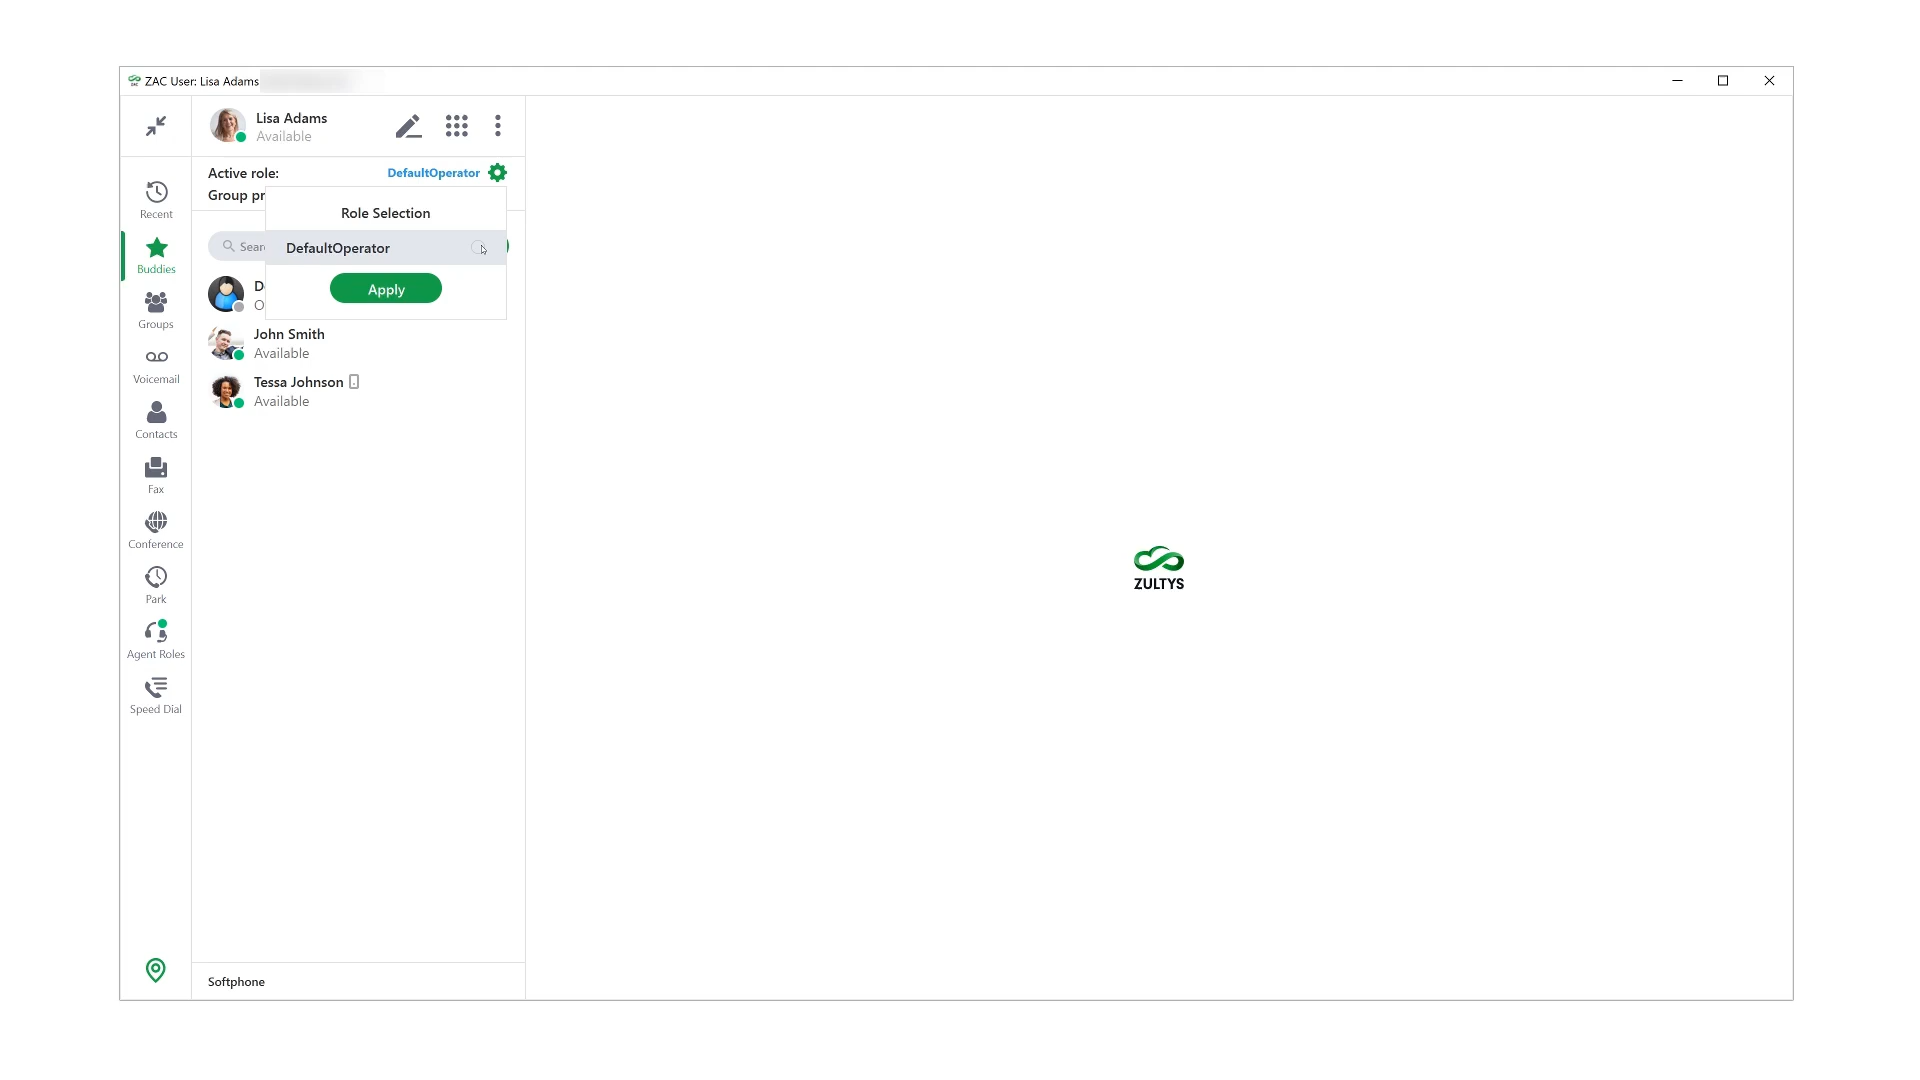 ZAC User: Lisa Adams
Lisa Adams
Available
Active role:
DefaultOperator
Group pr
Role Selection
Sear
DefaultOperator
Apply
D
O
John Smith
Available
Tessa Johnson
Available
Recent
Buddies
Groups
Voicemail
Contacts
Fax
Conference
Park
Agent Roles
Speed Dial
ZULTYS
Softphone